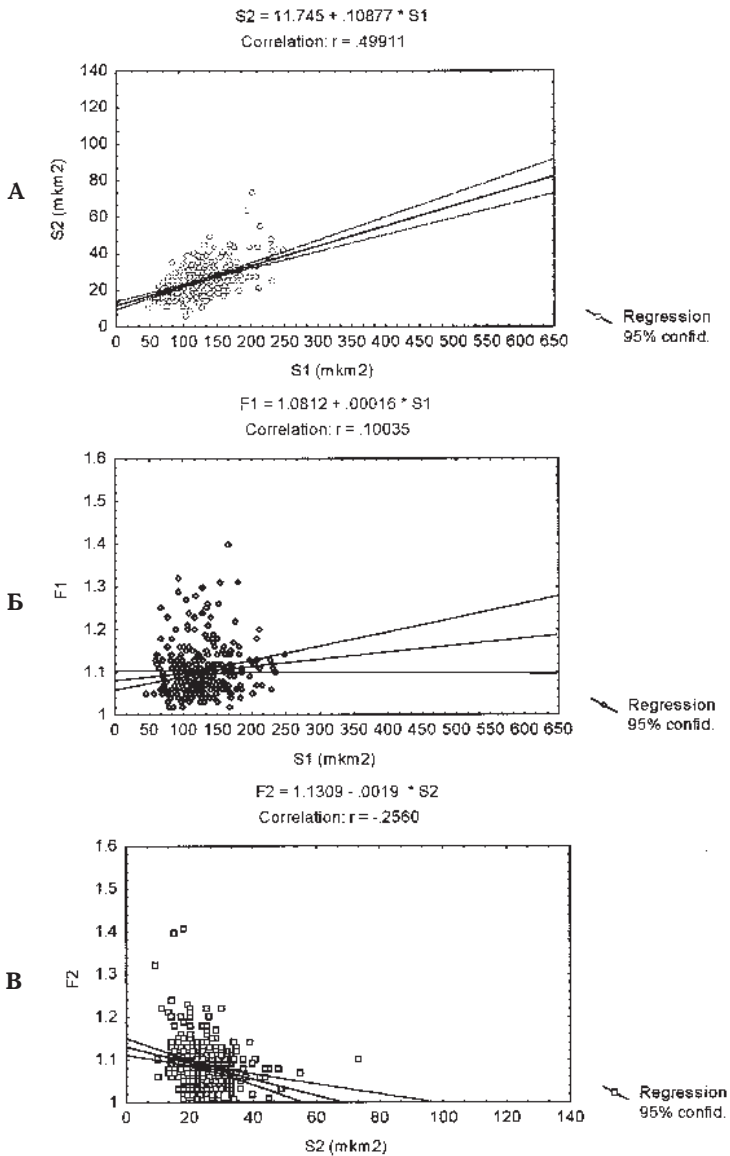 S2 = 11.745 + .10877 * S1
Correlation: r = .49911
140
120
100
80
60
40
20
0
S2 (mkm2)
А
0 50 100 150 200 250 300 350 400 450 500 550 600 650
S1 (mkm2)
Regression
95% confid.
F1 = 1.0812 + .00016 * S1
Correlation: r = .10035
1.6
1.5
1.4
1.3
1.2
1.1
1
F1
Б
0 50 100 150 200 250 300 350 400 450 500 550 600 650
S1 (mkm2)
Regression
95% confid.
F2 = 1.1309 - .0019 * S2
Correlation: r = -.2560
1.6
1.5
1.4
1.3
1.2
1.1
1
F2
В
0 20 40 60 80 100 120 140
S2 (mkm2)
Regression
95% confid.